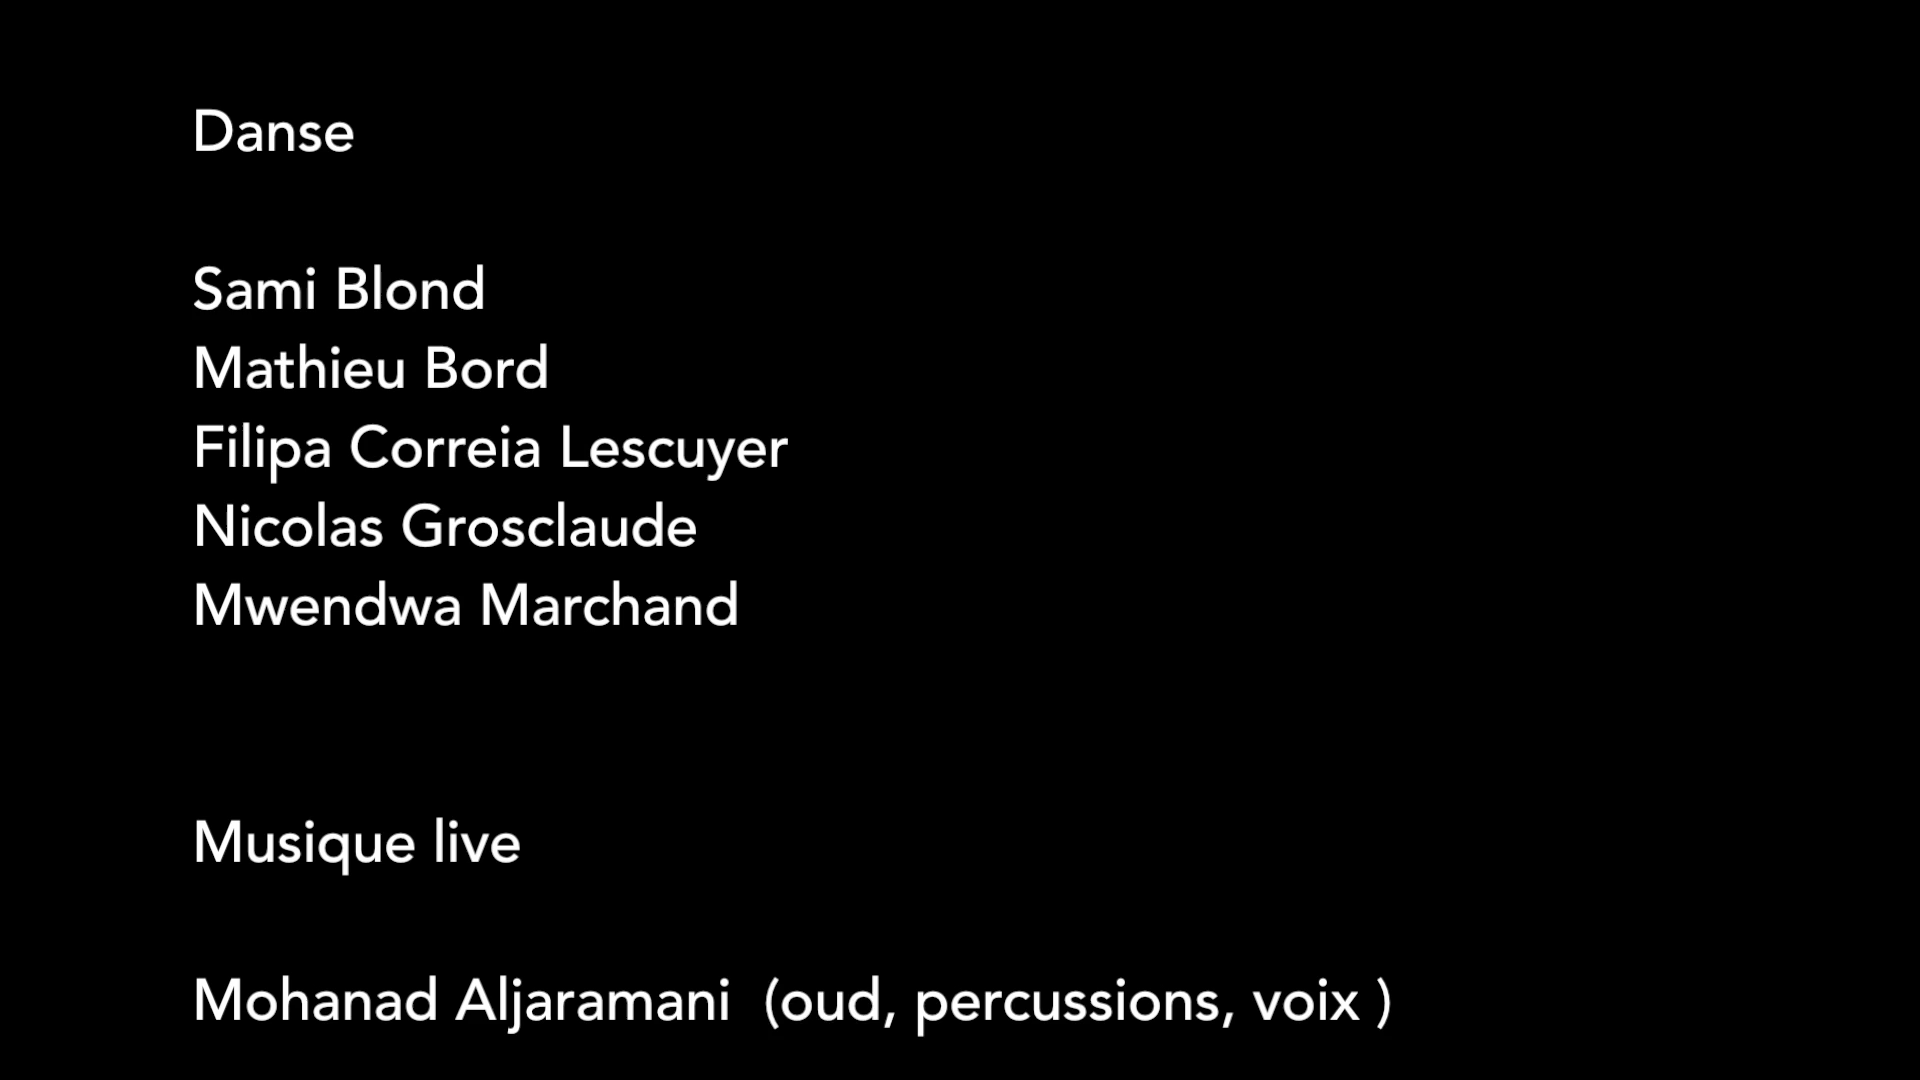 Danse
Sami Blond
Mathieu Bord
Filipa Correia Lescuyer
Nicolas Grosclaude
Mwendwa Marchand
Musique live
Mohanad Aljaramani  (oud, percussions, voix )